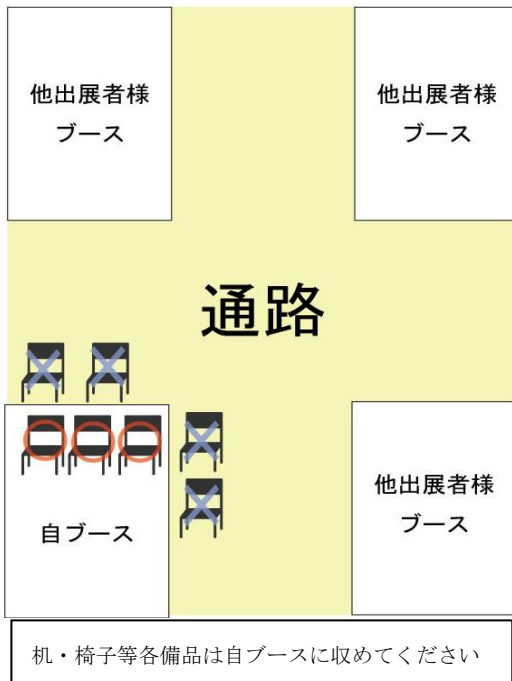 他出展者様
ブース
他出展者様
ブース
通路
自ブース
他出展者様
ブース
机・椅子等各備品は自ブースに収めてください